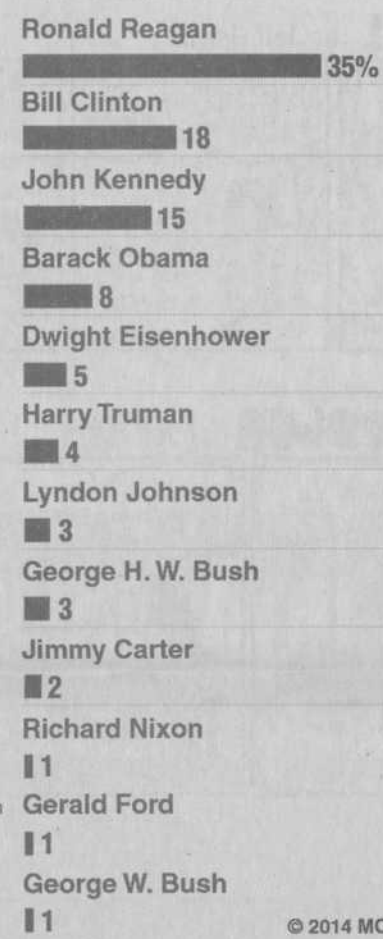 Ronald Reagan
35%
Bill Clinton
18
John Kennedy
15
Barack Obama
8
Dwight Eisenhower
5
Harry Truman
4
Lyndon Johnson
3
George H. W. Bush
3
Jimmy Carter
2
Richard Nixon
1
Gerald Ford
1
George W. Bush
1
© 2014 MC